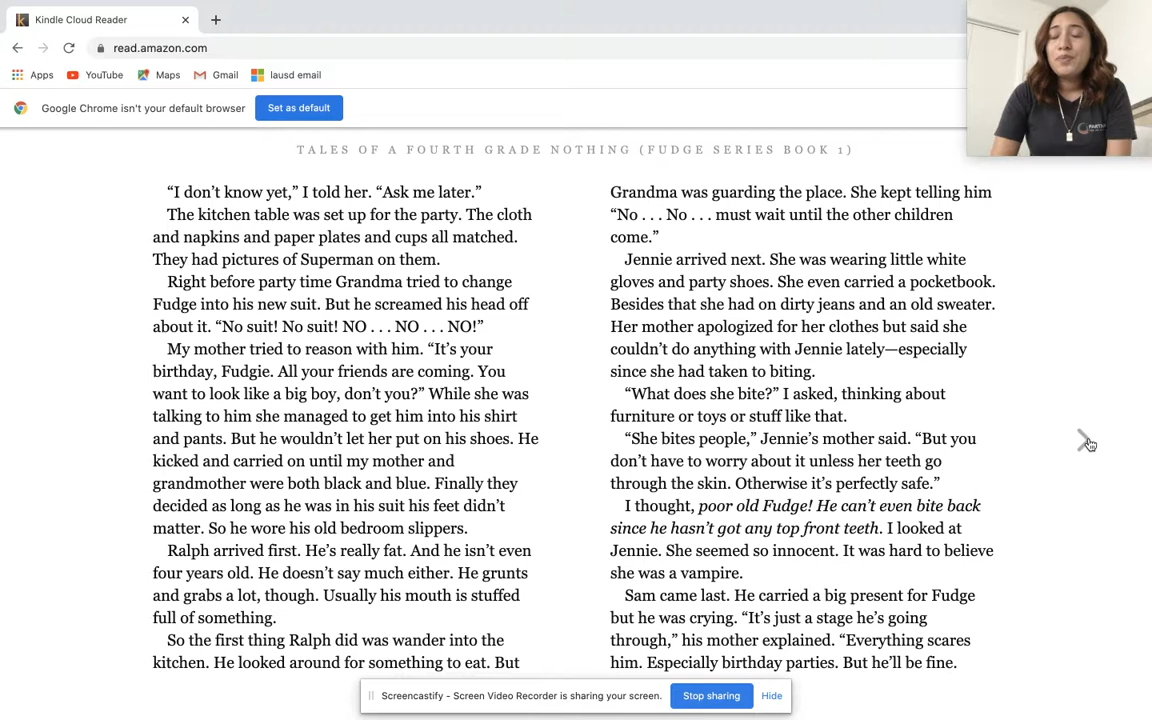 Kindle Cloud Reader
read.amazon.com
Apps YouTube Maps Gmail lausd email
Google Chrome isn't your default browser Set as default
TALES OF A FOURTH GRADE NOTHING (FUDGE SERIES BOOK 1)
“I don’t know yet,” I told her. “Ask me later.”
The kitchen table was set up for the party. The cloth
and napkins and paper plates and cups all matched.
They had pictures of Superman on them.
Right before party time Grandma tried to change
Fudge into his new suit. But he screamed his head off
about it. “No suit! No suit! NO . . . NO . . . NO!”
My mother tried to reason with him. “It’s your
birthday, Fudgie. All your friends are coming. You
want to look like a big boy, don’t you?” While she was
talking to him she managed to get him into his shirt
and pants. But he wouldn’t let her put on his shoes. He
kicked and carried on until my mother and
grandmother were both black and blue. Finally they
decided as long as he was in his suit his feet didn’t
matter. So he wore his old bedroom slippers.
Ralph arrived first. He’s really fat. And he isn’t even
four years old. He doesn’t say much either. He grunts
and grabs a lot, though. Usually his mouth is stuffed
full of something.
So the first thing Ralph did was wander into the
kitchen. He looked around for something to eat. But
Grandma was guarding the place. She kept telling him
“No . . . No . . . must wait until the other children
come.”
Jennie arrived next. She was wearing little white
gloves and party shoes. She even carried a pocketbook.
Besides that she had on dirty jeans and an old sweater.
Her mother apologized for her clothes but said she
couldn’t do anything with Jennie lately—especially
since she had taken to biting.
“What does she bite?” I asked, thinking about
furniture or toys or stuff like that.
“She bites people,” Jennie’s mother said. “But you
don’t have to worry about it unless her teeth go
through the skin. Otherwise it’s perfectly safe.”
I thought, poor old Fudge! He can’t even bite back
since he hasn’t got any top front teeth. I looked at
Jennie. She seemed so innocent. It was hard to believe
she was a vampire.
Sam came last. He carried a big present for Fudge
but he was crying. “It’s just a stage he’s going
through,” his mother explained. “Everything scares
him. Especially birthday parties. But he’ll be fine.
Screencastify - Screen Video Recorder is sharing your screen. Stop sharing Hide